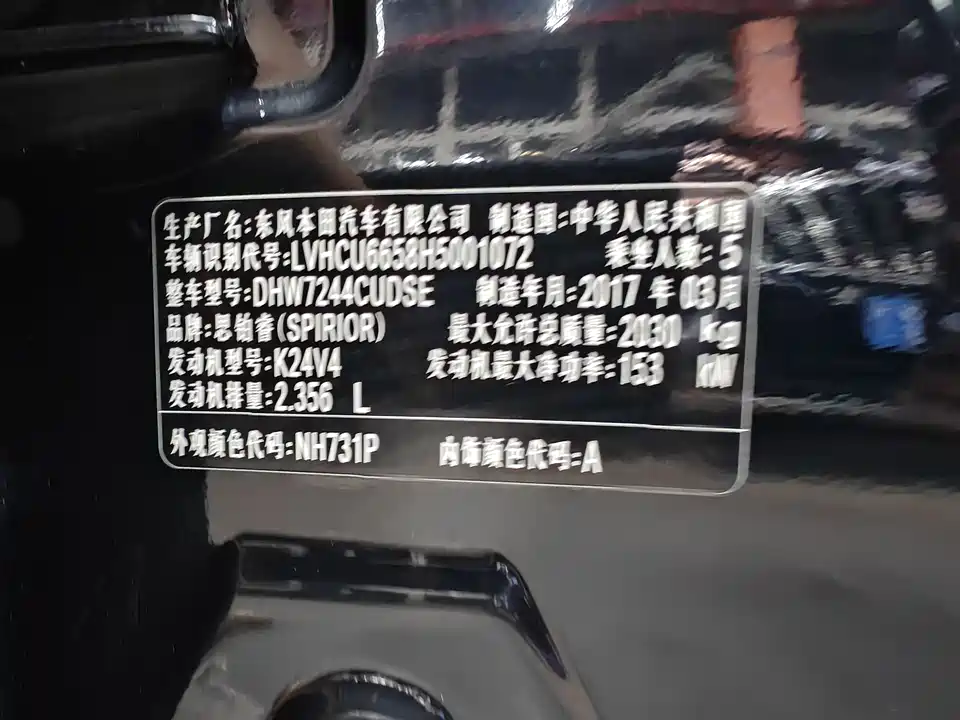 生产厂名:东风本田汽车有限公司 制造国:中华人民共和国
车辆识别代号:LVHCU6658H5001072 乘坐人数:5
整车型号:DHW7244CUDSE 制造年月:2017 年 03月
品牌:思铂睿(SPIRIOR) 最大允许总质量:2030 kg
发动机型号:K24V4 发动机最大净功率:153 kW
发动机排量:2.356 L
外观颜色代码:NH731P 内饰颜色代码:A